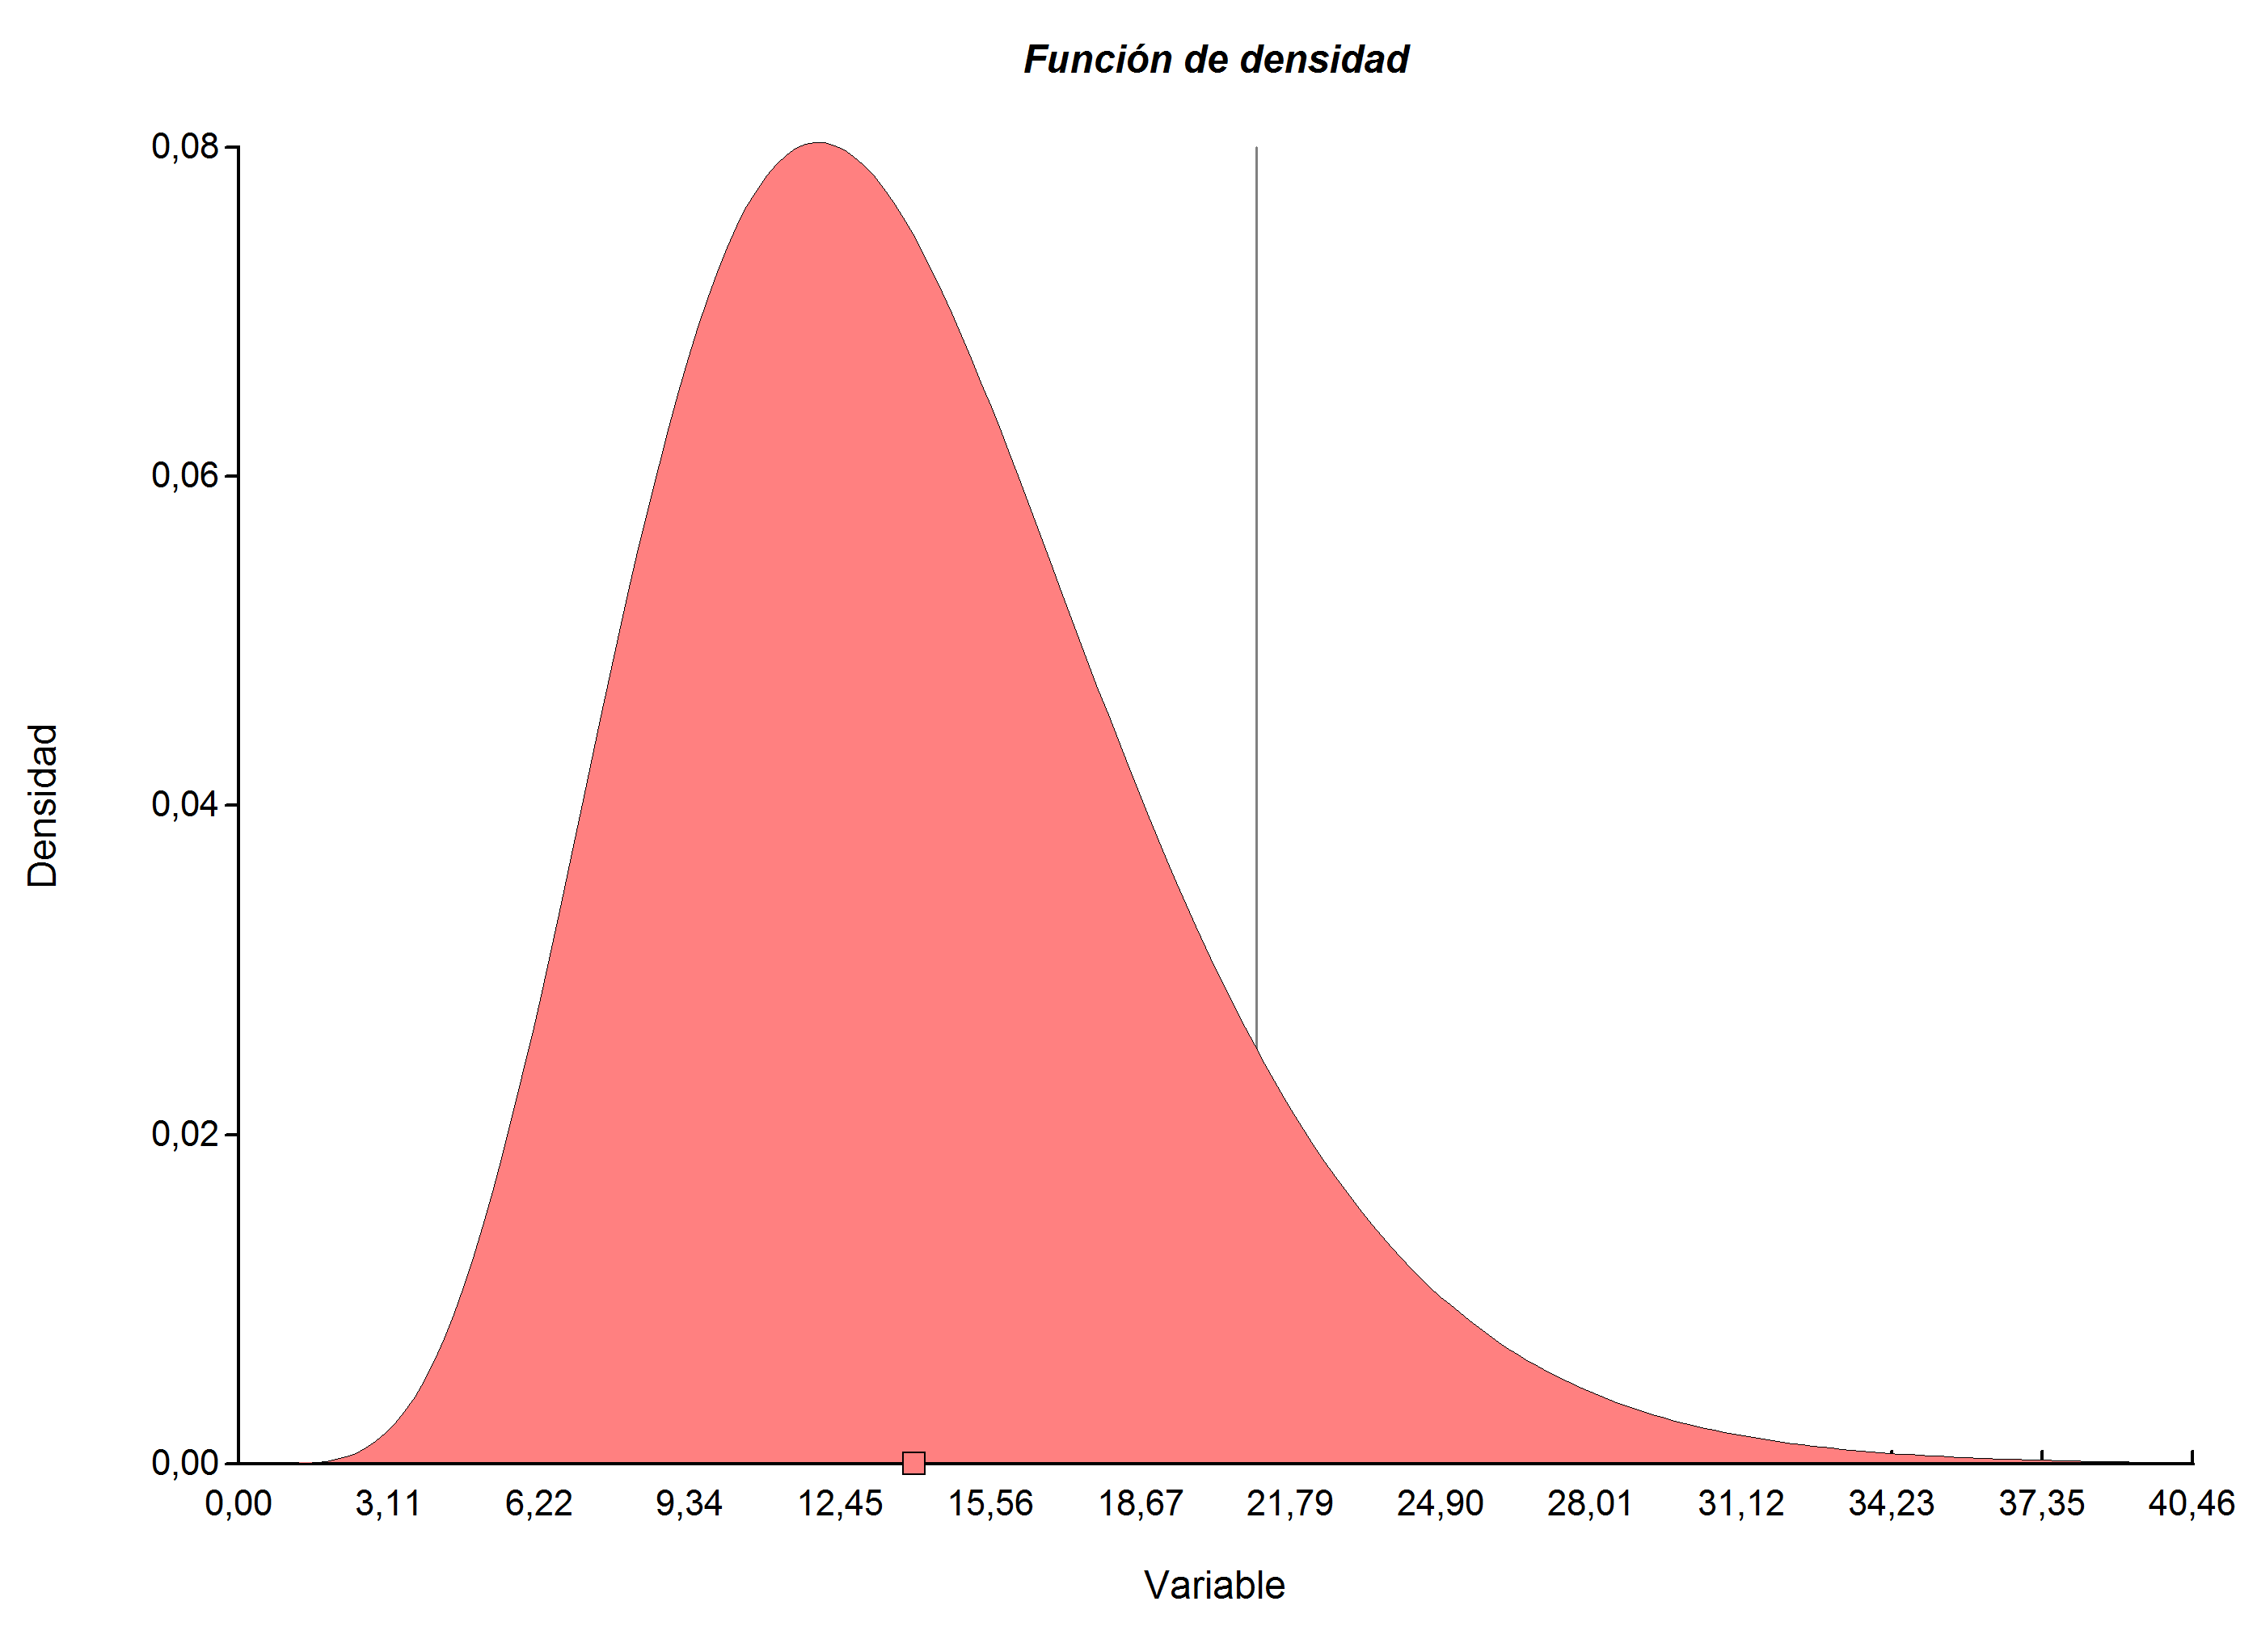 Función de densidad
0,08
0,06
0,04
0,02
0,00
Densidad
0,00 3,11 6,22 9,34 12,45 15,56 18,67 21,79 24,90 28,01 31,12 34,23 37,35 40,46
Variable